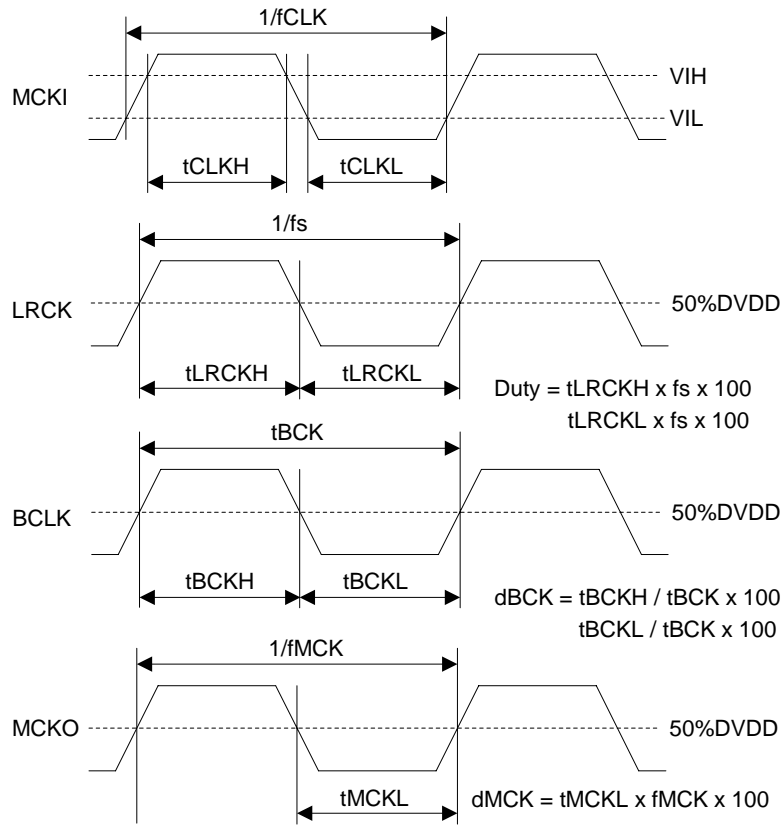 1/fCLK
VIH
MCKI
VIL
tCLKH tCLKL
1/fs
LRCK 50%DVDD
tLRCKH tLRCKL
Duty = tLRCKH x fs x 100
tLRCKL x fs x 100
tBCK
BCLK 50%DVDD
tBCKH tBCKL
dBCK = tBCKH / tBCK x 100
tBCKL / tBCK x 100
1/fMCK
MCKO 50%DVDD
tMCKL dMCK = tMCKL x fMCK x 100